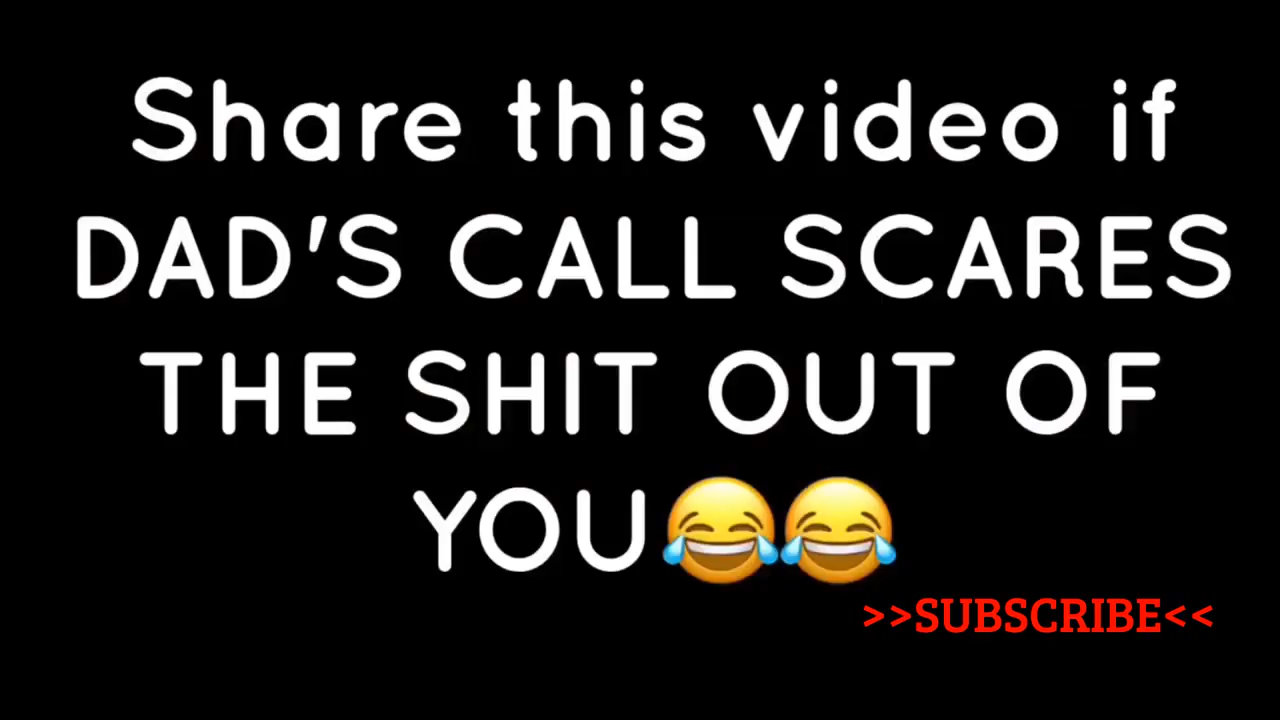 Share this video if
DAD'S CALL SCARES
THE SHIT OUT OF
YOU😂😂
>>SUBSCRIBE<<